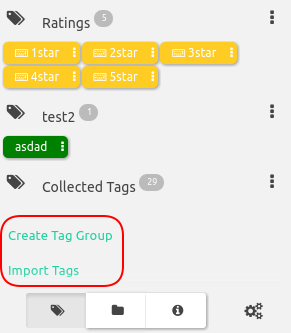 Ratings 5
1star 2star 3star
4star 5star
test2 1
asdad
Collected Tags 29
Create Tag Group
Import Tags